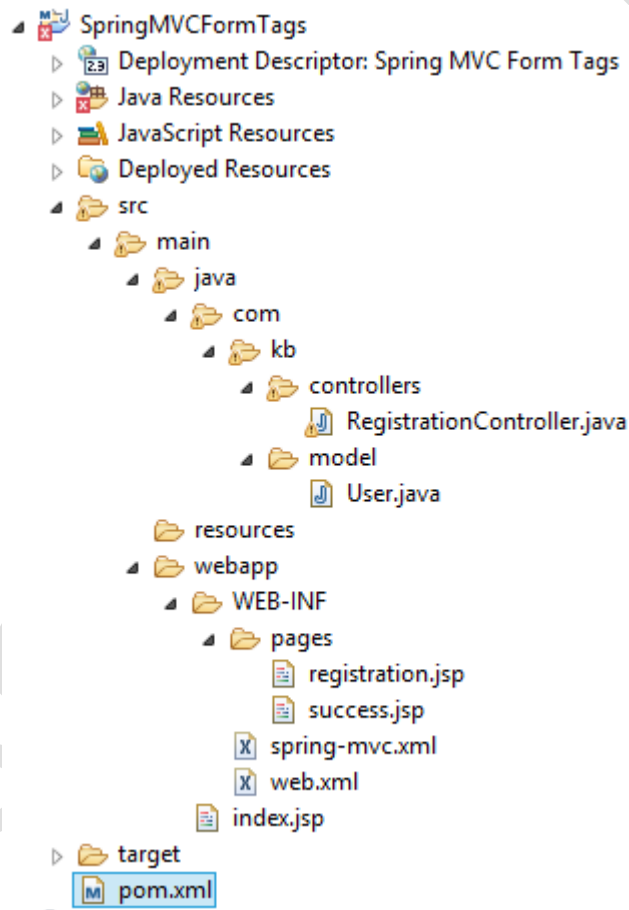 SpringMVCFormTags
Deployment Descriptor: Spring MVC Form Tags
Java Resources
JavaScript Resources
Deployed Resources
src
main
java
com
kb
controllers
RegistrationController.java
model
User.java
resources
webapp
WEB-INF
pages
registration.jsp
success.jsp
spring-mvc.xml
web.xml
index.jsp
target
pom.xml